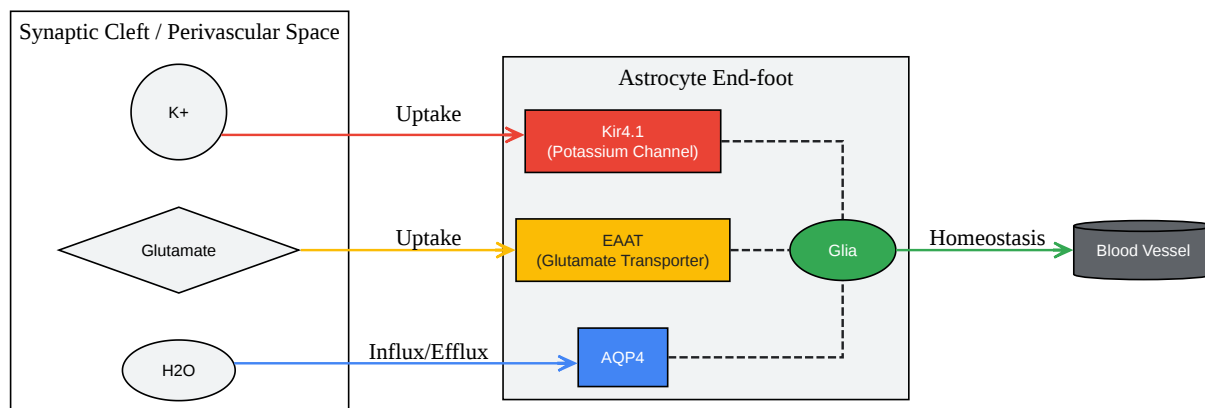 Synaptic Cleft / Perivascular Space
K+
Glutamate
H2O
Uptake
Uptake
Influx/Efflux
Astrocyte End-foot
Kir4.1
(Potassium Channel)
EAAT
(Glutamate Transporter)
AQP4
Glia
Homeostasis
Blood Vessel